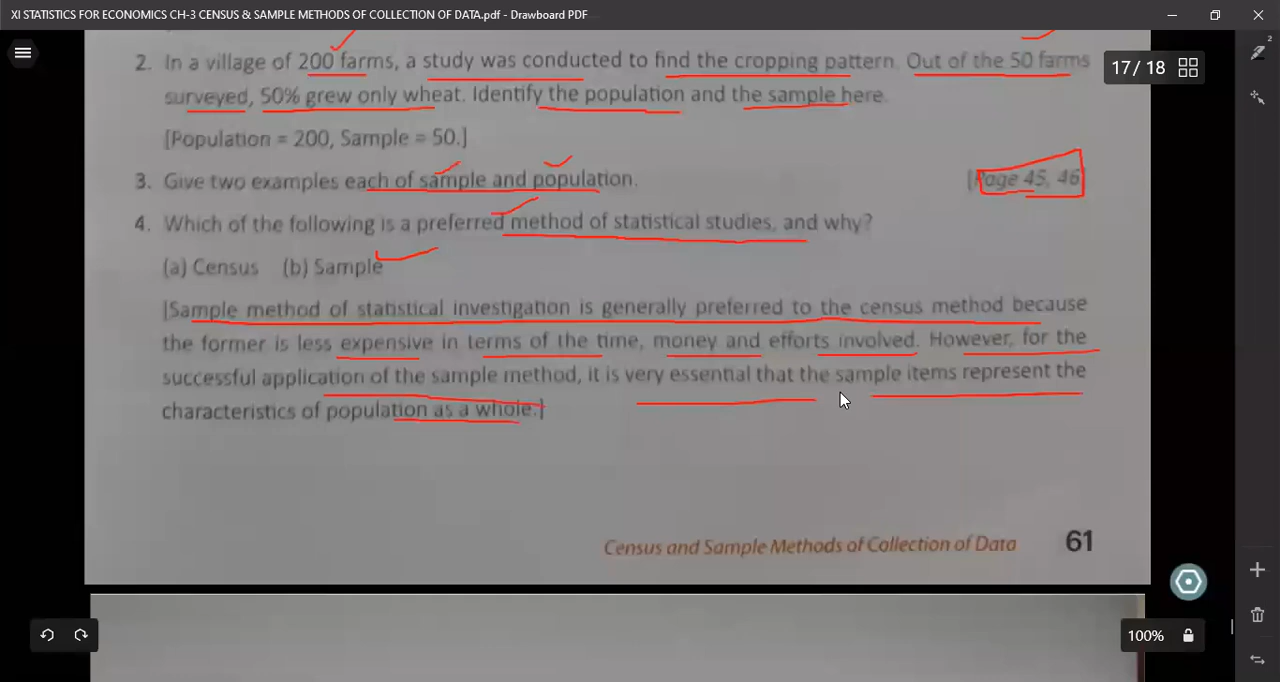 XI STATISTICS FOR ECONOMICS CH-3 CENSUS & SAMPLE METHODS OF COLLECTION OF DATA.pdf - Drawboard PDF
2
17 / 18
2. In a village of 200 farms, a study was conducted to find the cropping pattern. Out of the 50 farms
surveyed, 50% grew only wheat. Identify the population and the sample here.
[Population = 200, Sample = 50.]
3. Give two examples each of sample and population. [Page 45, 46
4. Which of the following is a preferred method of statistical studies, and why?
(a) Census (b) Sample
[Sample method of statistical investigation is generally preferred to the census method because
the former is less expensive in terms of the time, money and efforts involved. However, for the
successful application of the sample method, it is very essential that the sample items represent the
characteristics of population as a whole.]
Census and Sample Methods of Collection of Data 61
100%